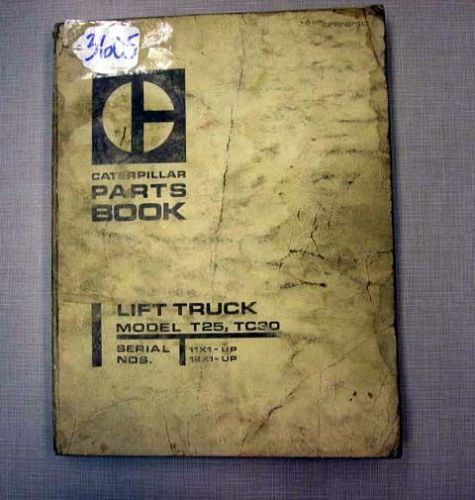 3605
CATERPILLAR
PARTS
BOOK
LIFT TRUCK
MODEL T25, TC30
SERIAL
NOS.
11X1-UP
12X1-UP